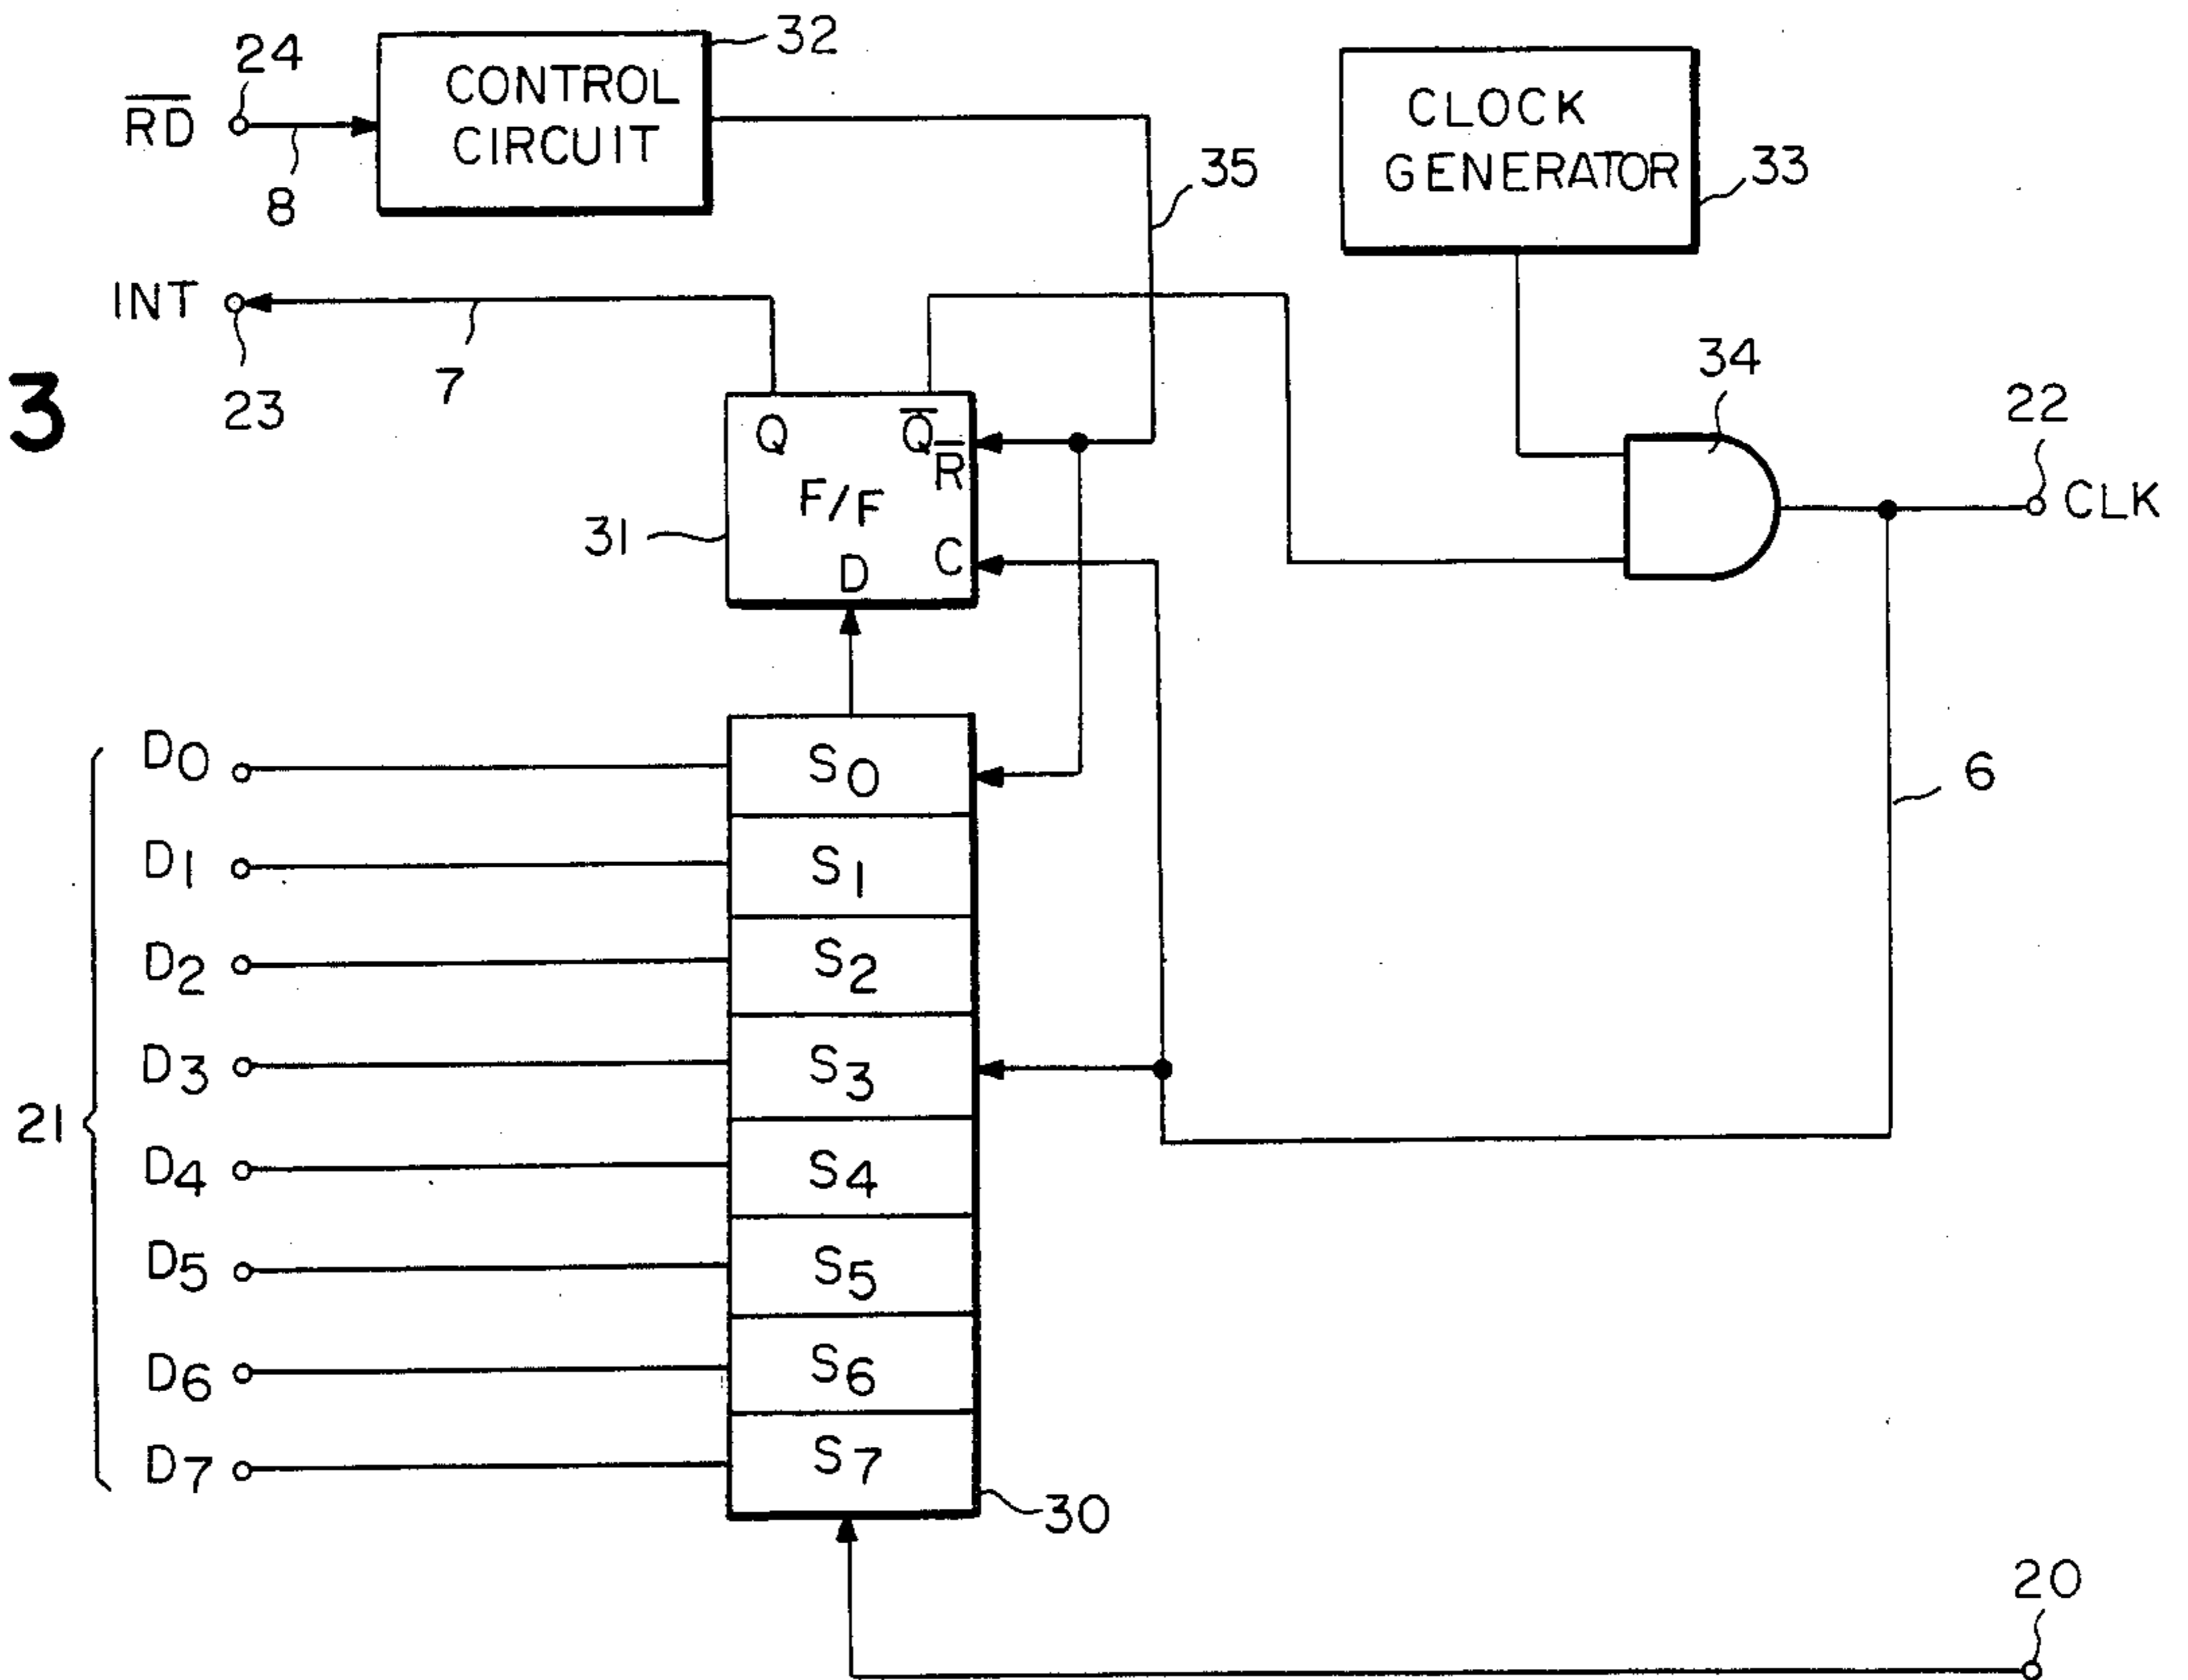 32
24
CONTROL
CIRCUIT
R̅D̅
8
CLOCK
GENERATOR
33
35
INT
23
7
3
34
22
CLK
Q
Q̅
R̅
F/F
31
C
D
D0
S0
6
D1
S1
D2
S2
D3
S3
21
D4
S4
D5
S5
D6
S6
D7
S7
30
20